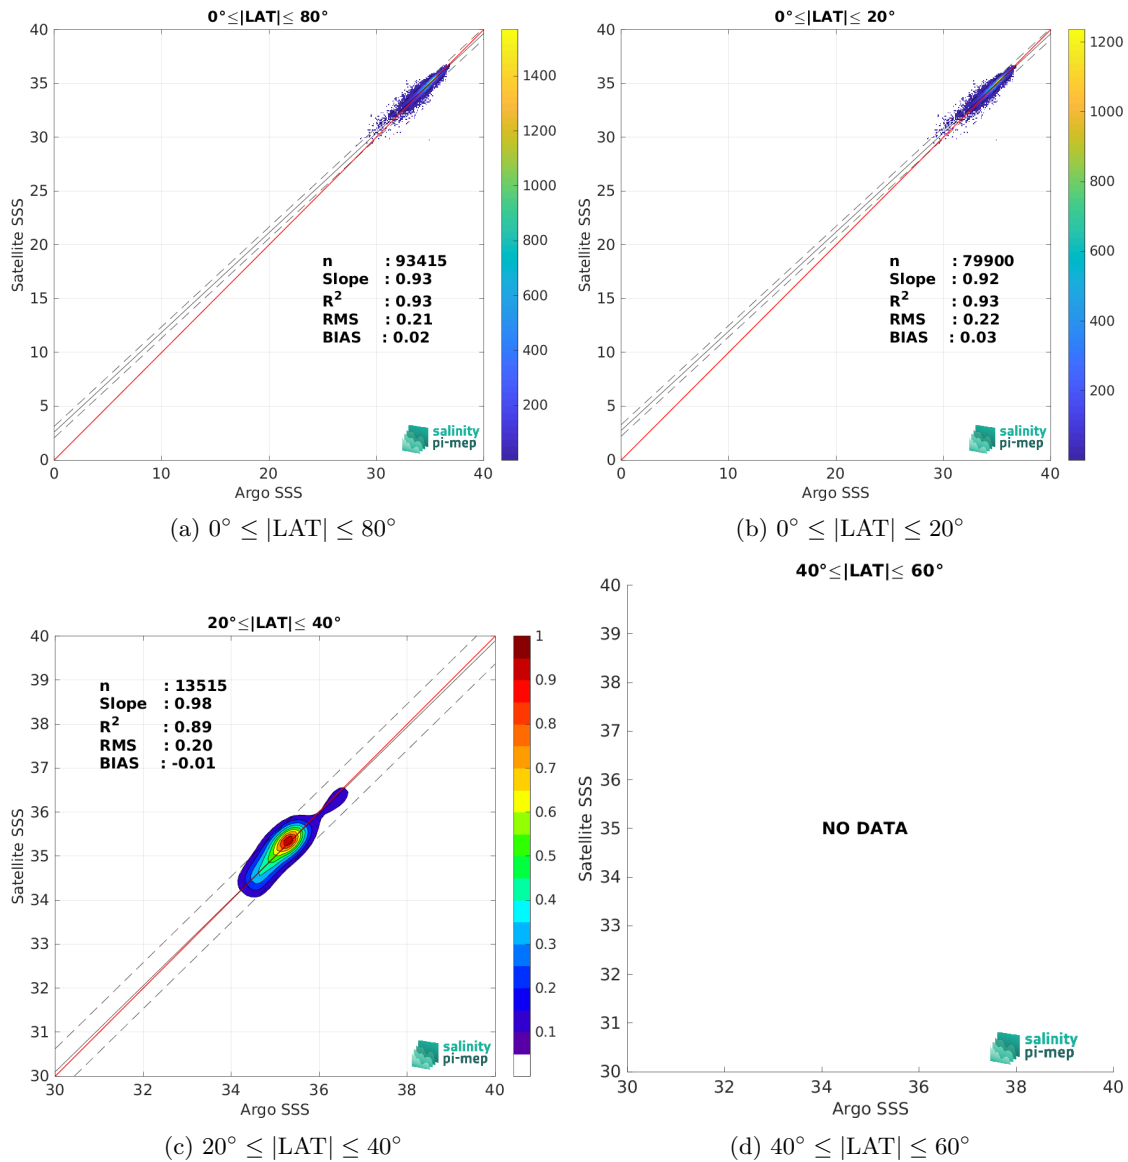 0°≤|LAT|≤ 80°
40
35
30
25
20
15
10
5
0
0
10
20
30
40
Satellite SSS
Argo SSS
n : 93415
Slope : 0.93
R² : 0.93
RMS : 0.21
BIAS : 0.02
1400
1200
1000
800
600
400
200
salinity
pi-mep
(a) 0° ≤ |LAT| ≤ 80°
0°≤|LAT|≤ 20°
40
35
30
25
20
15
10
5
0
0
10
20
30
40
Satellite SSS
Argo SSS
n : 79900
Slope : 0.92
R² : 0.93
RMS : 0.22
BIAS : 0.03
1200
1000
800
600
400
200
salinity
pi-mep
(b) 0° ≤ |LAT| ≤ 20°
20°≤|LAT|≤ 40°
40
39
38
37
36
35
34
33
32
31
30
30
32
34
36
38
40
Satellite SSS
Argo SSS
n : 13515
Slope : 0.98
R² : 0.89
RMS : 0.20
BIAS : -0.01
1
0.9
0.8
0.7
0.6
0.5
0.4
0.3
0.2
0.1
salinity
pi-mep
(c) 20° ≤ |LAT| ≤ 40°
40°≤|LAT|≤ 60°
40
39
38
37
36
35
34
33
32
31
30
30
32
34
36
38
40
Satellite SSS
Argo SSS
NO DATA
salinity
pi-mep
(d) 40° ≤ |LAT| ≤ 60°